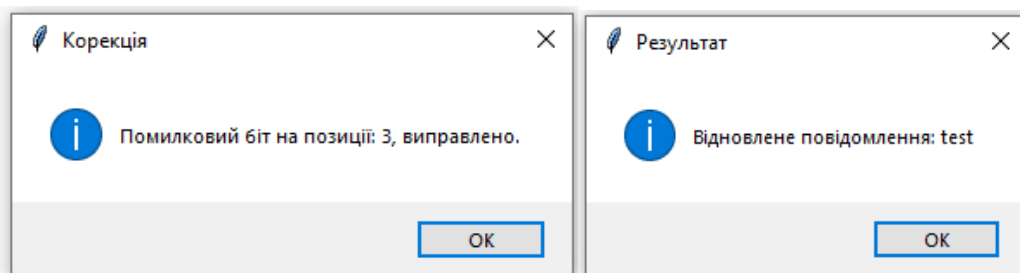 Корекція
Помилковий біт на позиції: 3, виправлено.
OK
Результат
Відновлене повідомлення: test
OK